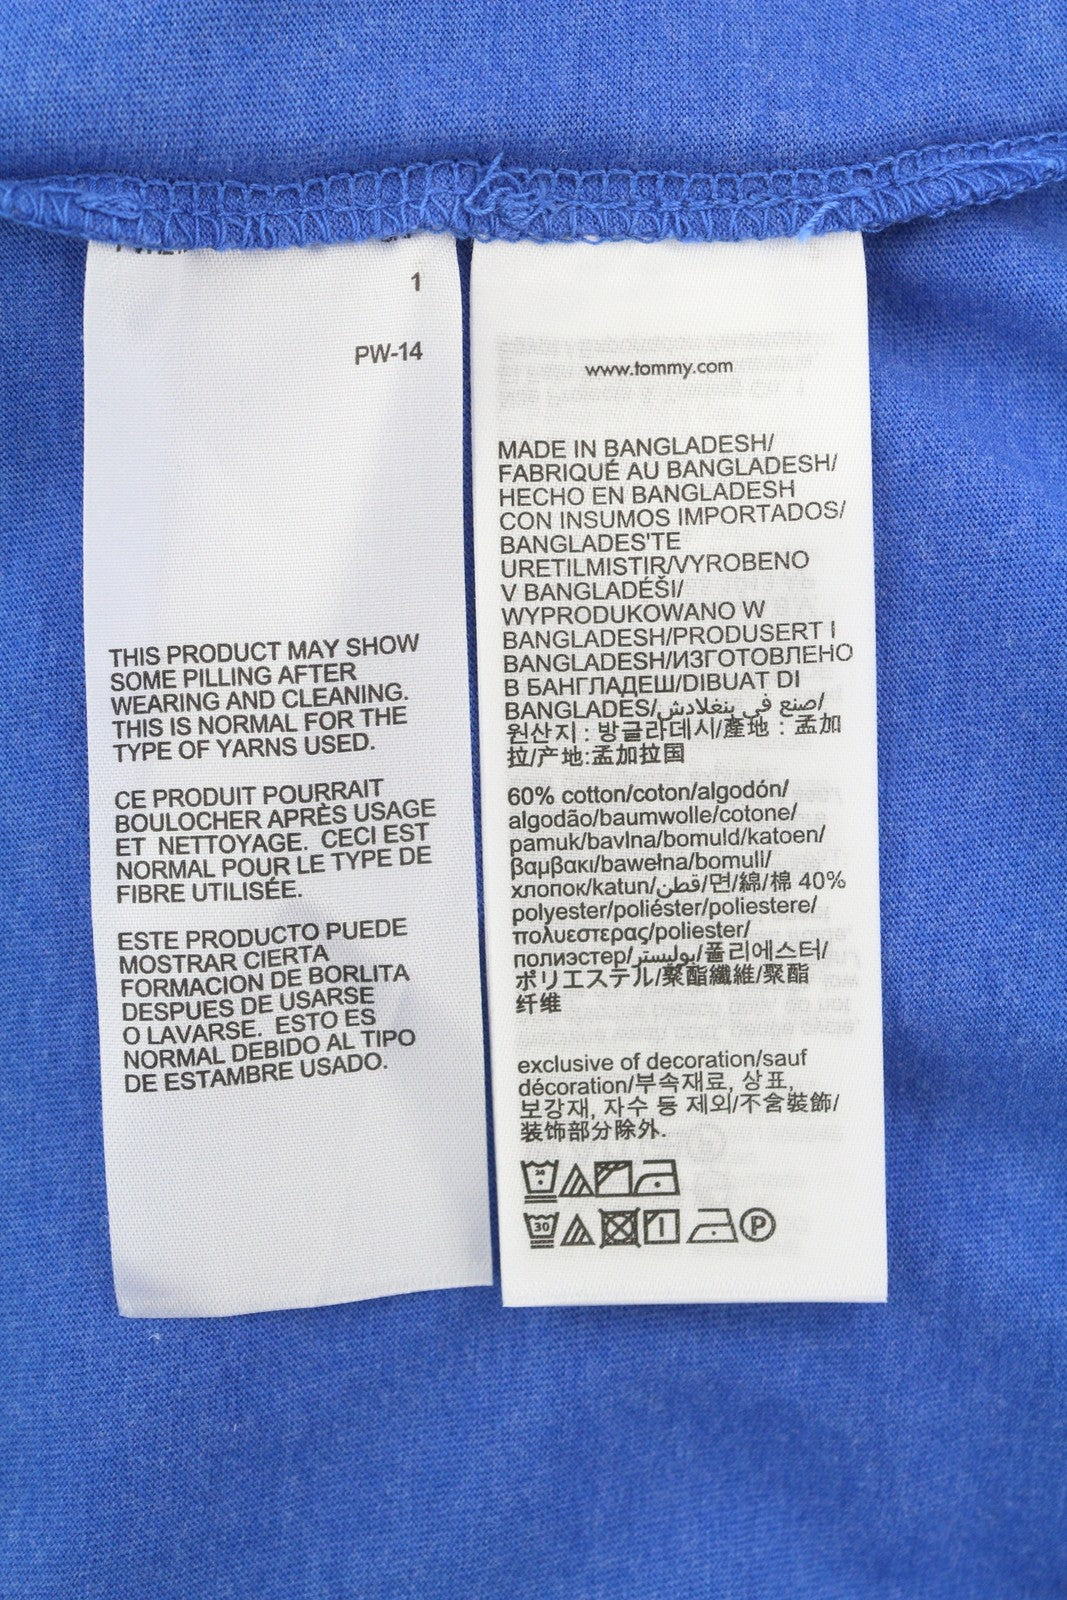 1
PW-14
THIS PRODUCT MAY SHOW
SOME PILLING AFTER
WEARING AND CLEANING.
THIS IS NORMAL FOR THE
TYPE OF YARNS USED.
CE PRODUIT POURRAIT
BOULOCHER APRÈS USAGE
ET NETTOYAGE. CECI EST
NORMAL POUR LE TYPE DE
FIBRE UTILISÉE.
ESTE PRODUCTO PUEDE
MOSTRAR CIERTA
FORMACION DE BORLITA
DESPUES DE USARSE
O LAVARSE. ESTO ES
NORMAL DEBIDO AL TIPO
DE ESTAMBRE USADO.
www.tommy.com
MADE IN BANGLADESH/
FABRIQUÉ AU BANGLADESH/
HECHO EN BANGLADESH
CON INSUMOS IMPORTADOS/
BANGLADES'TE
URETILMISTIR/VYROBENO
V BANGLADÉŠI/
WYPRODUKOWANO W
BANGLADESH/PRODUSERT I
BANGLADESH/ИЗГОТОВЛЕНО
В БАНГЛАДЕШ/DIBUAT DI
BANGLADES/صنع في بنغلادش/
원산지 : 방글라데시/產地 : 孟加
拉/产地:孟加拉国
60% cotton/coton/algodón/
algodão/baumwolle/cotone/
pamuk/bavlna/bomuld/katoen/
βαμβακι/bawełna/bomull/
хлопок/katun/قطن/면/綿/棉 40%
polyester/poliéster/poliestere/
πολυεστερας/poliester/
полиэстер/بوليستر/폴리에스터/
ポリエステル/聚酯纖維/聚酯
纤维
exclusive of decoration/sauf
décoration/부속재료, 상표,
보강재, 자수 등 제외/不含裝飾/
装饰部分除外.
30
30
P